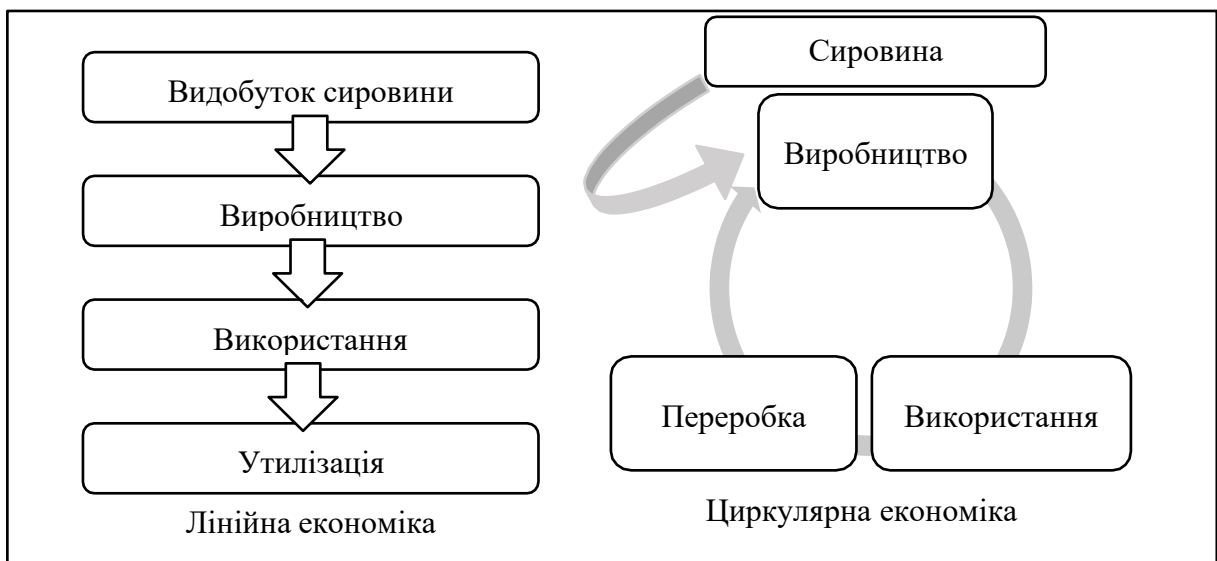 Видобуток сировини
Виробництво
Використання
Утилізація
Лінійна економіка
Сировина
Виробництво
Переробка
Використання
Циркулярна економіка